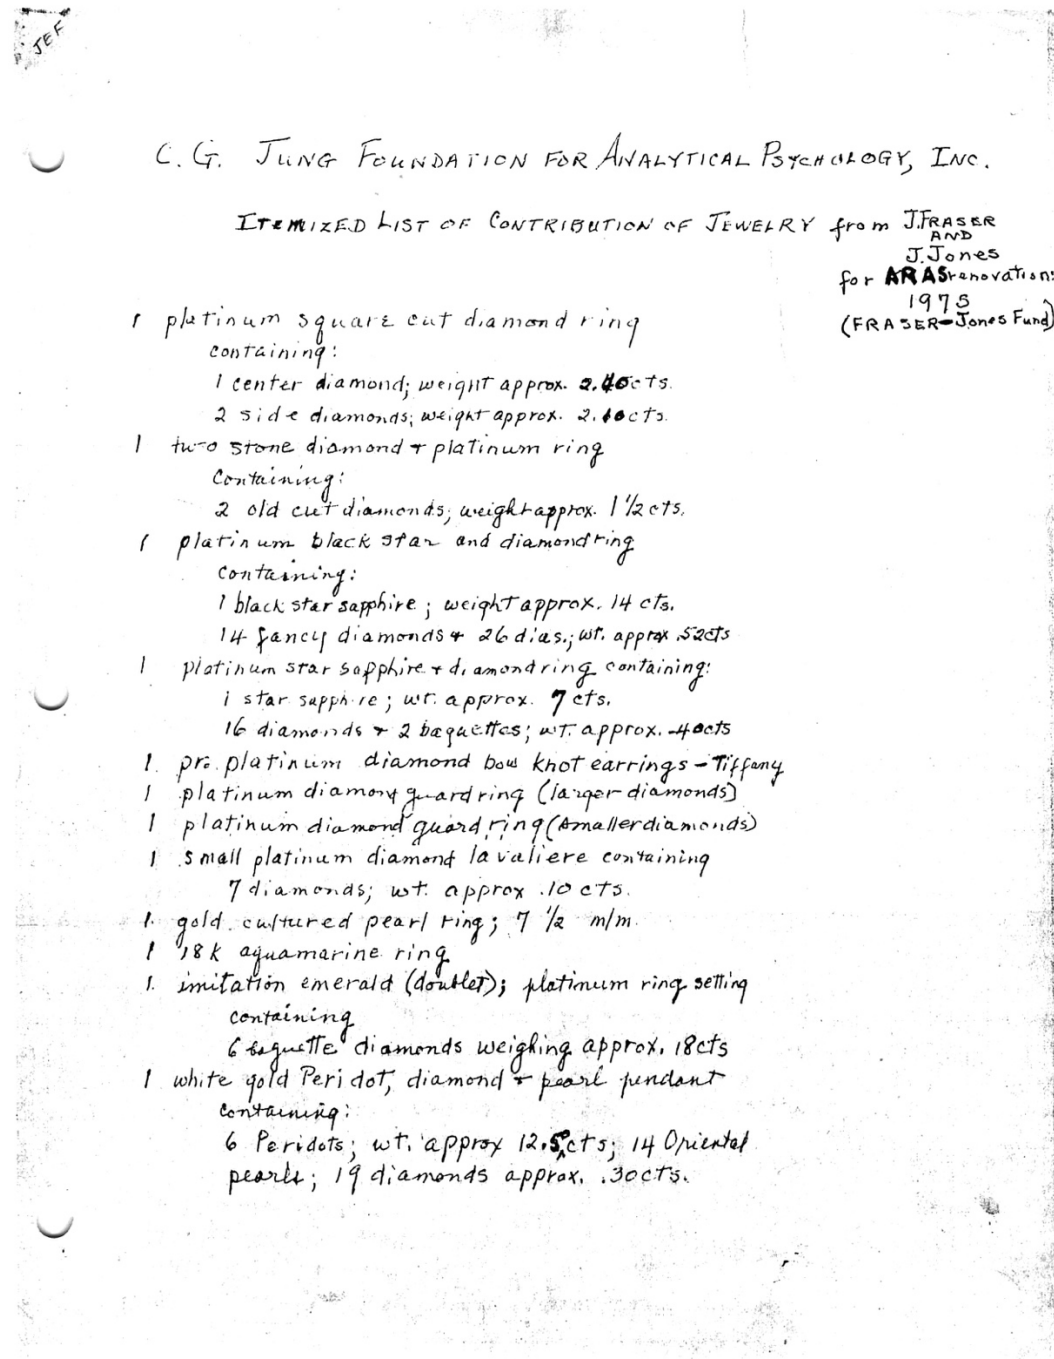 JEF
C. G. JUNG FOUNDATION FOR ANALYTICAL PSYCHOLOGY, INC.
ITEMIZED LIST OF CONTRIBUTION OF JEWELRY from J. FRASER
AND
J. Jones
for ARAS renovation:
1975
(FRASER-Jones Fund)
1 platinum square cut diamond ring
containing:
1 center diamond; weight approx. 2.40cts.
2 side diamonds; weight approx. 2.10cts.
1 two stone diamond + platinum ring
Containing:
2 old cut diamonds; weight approx. 1 1/2 cts.
1 platinum black star and diamond ring
Containing:
1 black star sapphire; weight approx. 14 cts.
14 fancy diamonds + 26 dias.; wt. approx .52cts
1 platinum star sapphire + diamond ring containing:
1 star sapphire; wt. approx. 7 cts.
16 diamonds + 2 baguettes; wt. approx. .40cts
1. pr. platinum diamond bow knot earrings - Tiffany
1 platinum diamond guard ring (larger diamonds)
1 platinum diamond guard ring (smaller diamonds)
1 small platinum diamond lavaliere containing
7 diamonds; wt. approx .10 cts.
1. gold cultured pearl ring; 7 1/2 m/m.
1 18k aquamarine ring
1. imitation emerald (doublet); platinum ring setting
containing
6 baguette diamonds weighing approx. 18cts
1 white gold Peridot, diamond + pearl pendant
containing:
6 Peridots; wt. approx 12.5 cts; 14 Oriental
pearls; 19 diamonds approx. .30cts.